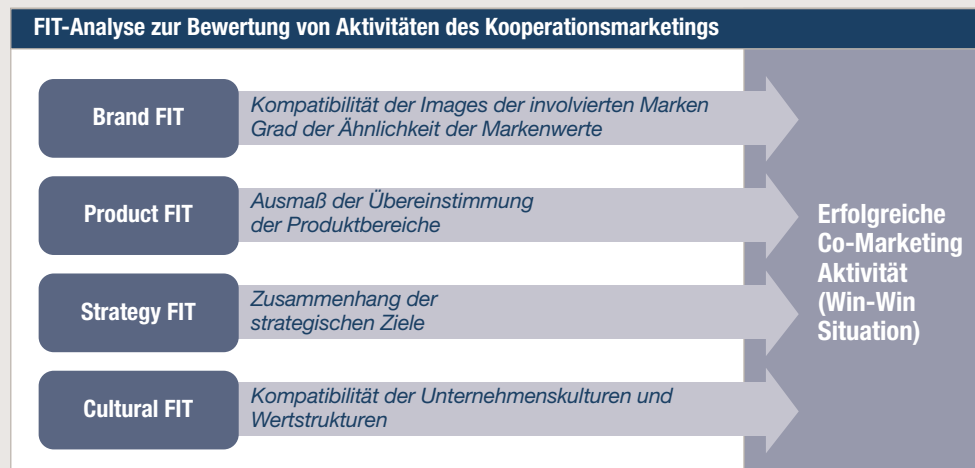 FIT-Analyse zur Bewertung von Aktivitäten des Kooperationsmarketings
Brand FIT
Kompatibilität der Images der involvierten Marken
Grad der Ähnlichkeit der Markenwerte
Product FIT
Ausmaß der Übereinstimmung
der Produktbereiche
Strategy FIT
Zusammenhang der
strategischen Ziele
Cultural FIT
Kompatibilität der Unternehmenskulturen und
Wertstrukturen
Erfolgreiche
Co-Marketing
Aktivität
(Win-Win
Situation)